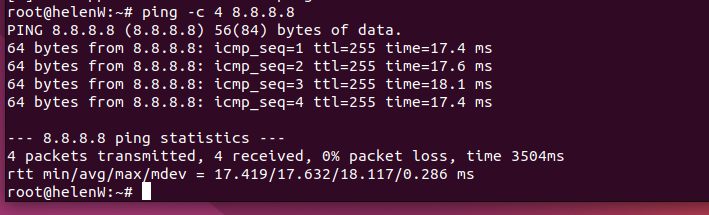 root@helenW:~# ping -c 4 8.8.8.8
PING 8.8.8.8 (8.8.8.8) 56(84) bytes of data.
64 bytes from 8.8.8.8: icmp_seq=1 ttl=255 time=17.4 ms
64 bytes from 8.8.8.8: icmp_seq=2 ttl=255 time=17.6 ms
64 bytes from 8.8.8.8: icmp_seq=3 ttl=255 time=18.1 ms
64 bytes from 8.8.8.8: icmp_seq=4 ttl=255 time=17.4 ms

--- 8.8.8.8 ping statistics ---
4 packets transmitted, 4 received, 0% packet loss, time 3504ms
rtt min/avg/max/mdev = 17.419/17.632/18.117/0.286 ms
root@helenW:~#